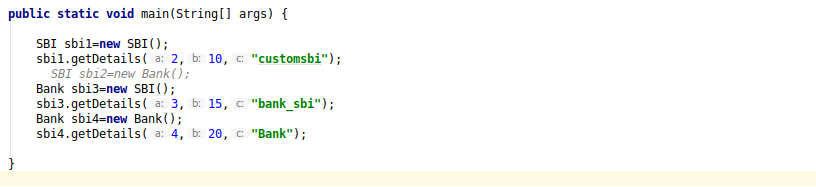 public static void main(String[] args) {
SBI sbi1=new SBI();
sbi1.getDetails( a: 2, b: 10, c: "customsbi");
SBI sbi2=new Bank();
Bank sbi3=new SBI();
sbi3.getDetails( a: 3, b: 15, c: "bank_sbi");
Bank sbi4=new Bank();
sbi4.getDetails( a: 4, b: 20, c: "Bank");
}